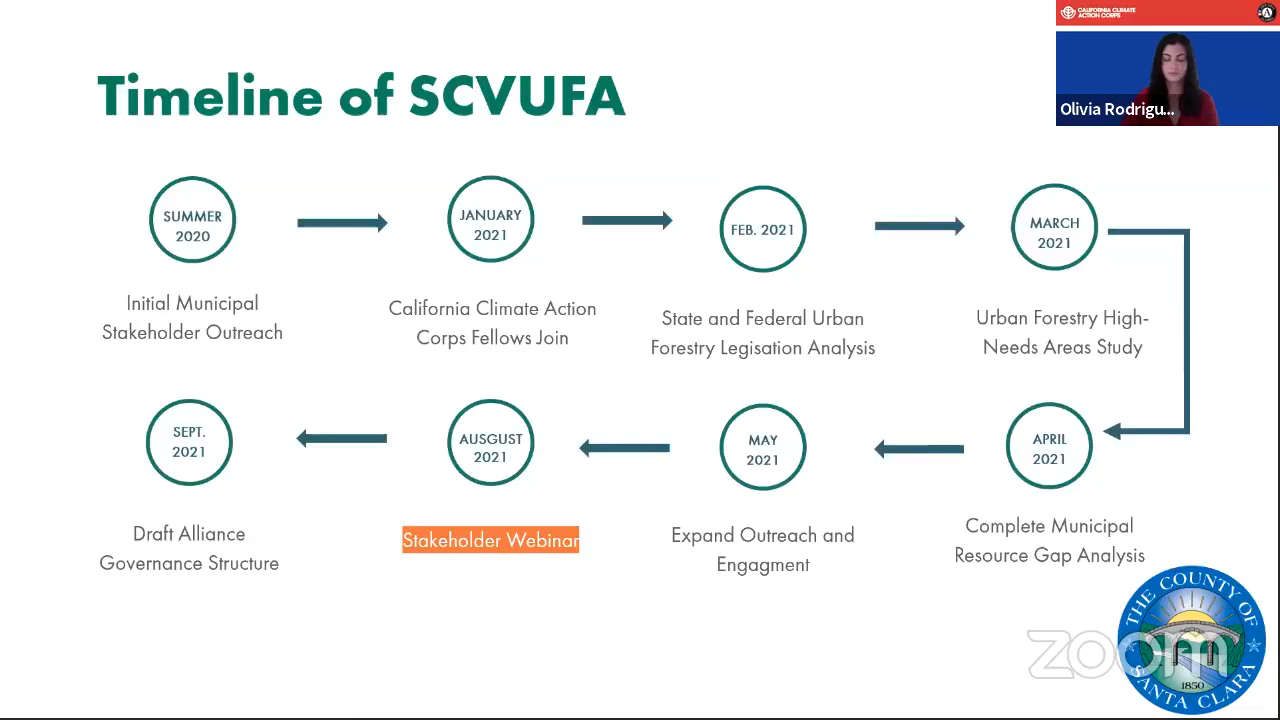 CALIFORNIA CLIMATE
ACTION CORPS
Olivia Rodrigu...
Timeline of SCVUFA
SUMMER
2020
Initial Municipal
Stakeholder Outreach
JANUARY
2021
California Climate Action
Corps Fellows Join
FEB. 2021
State and Federal Urban
Forestry Legisation Analysis
MARCH
2021
Urban Forestry High-
Needs Areas Study
APRIL
2021
Complete Municipal
Resource Gap Analysis
MAY
2021
Expand Outreach and
Engagment
AUSGUST
2021
Stakeholder Webinar
SEPT.
2021
Draft Alliance
Governance Structure
THE COUNTY OF
SANTA CLARA
1850
zoom